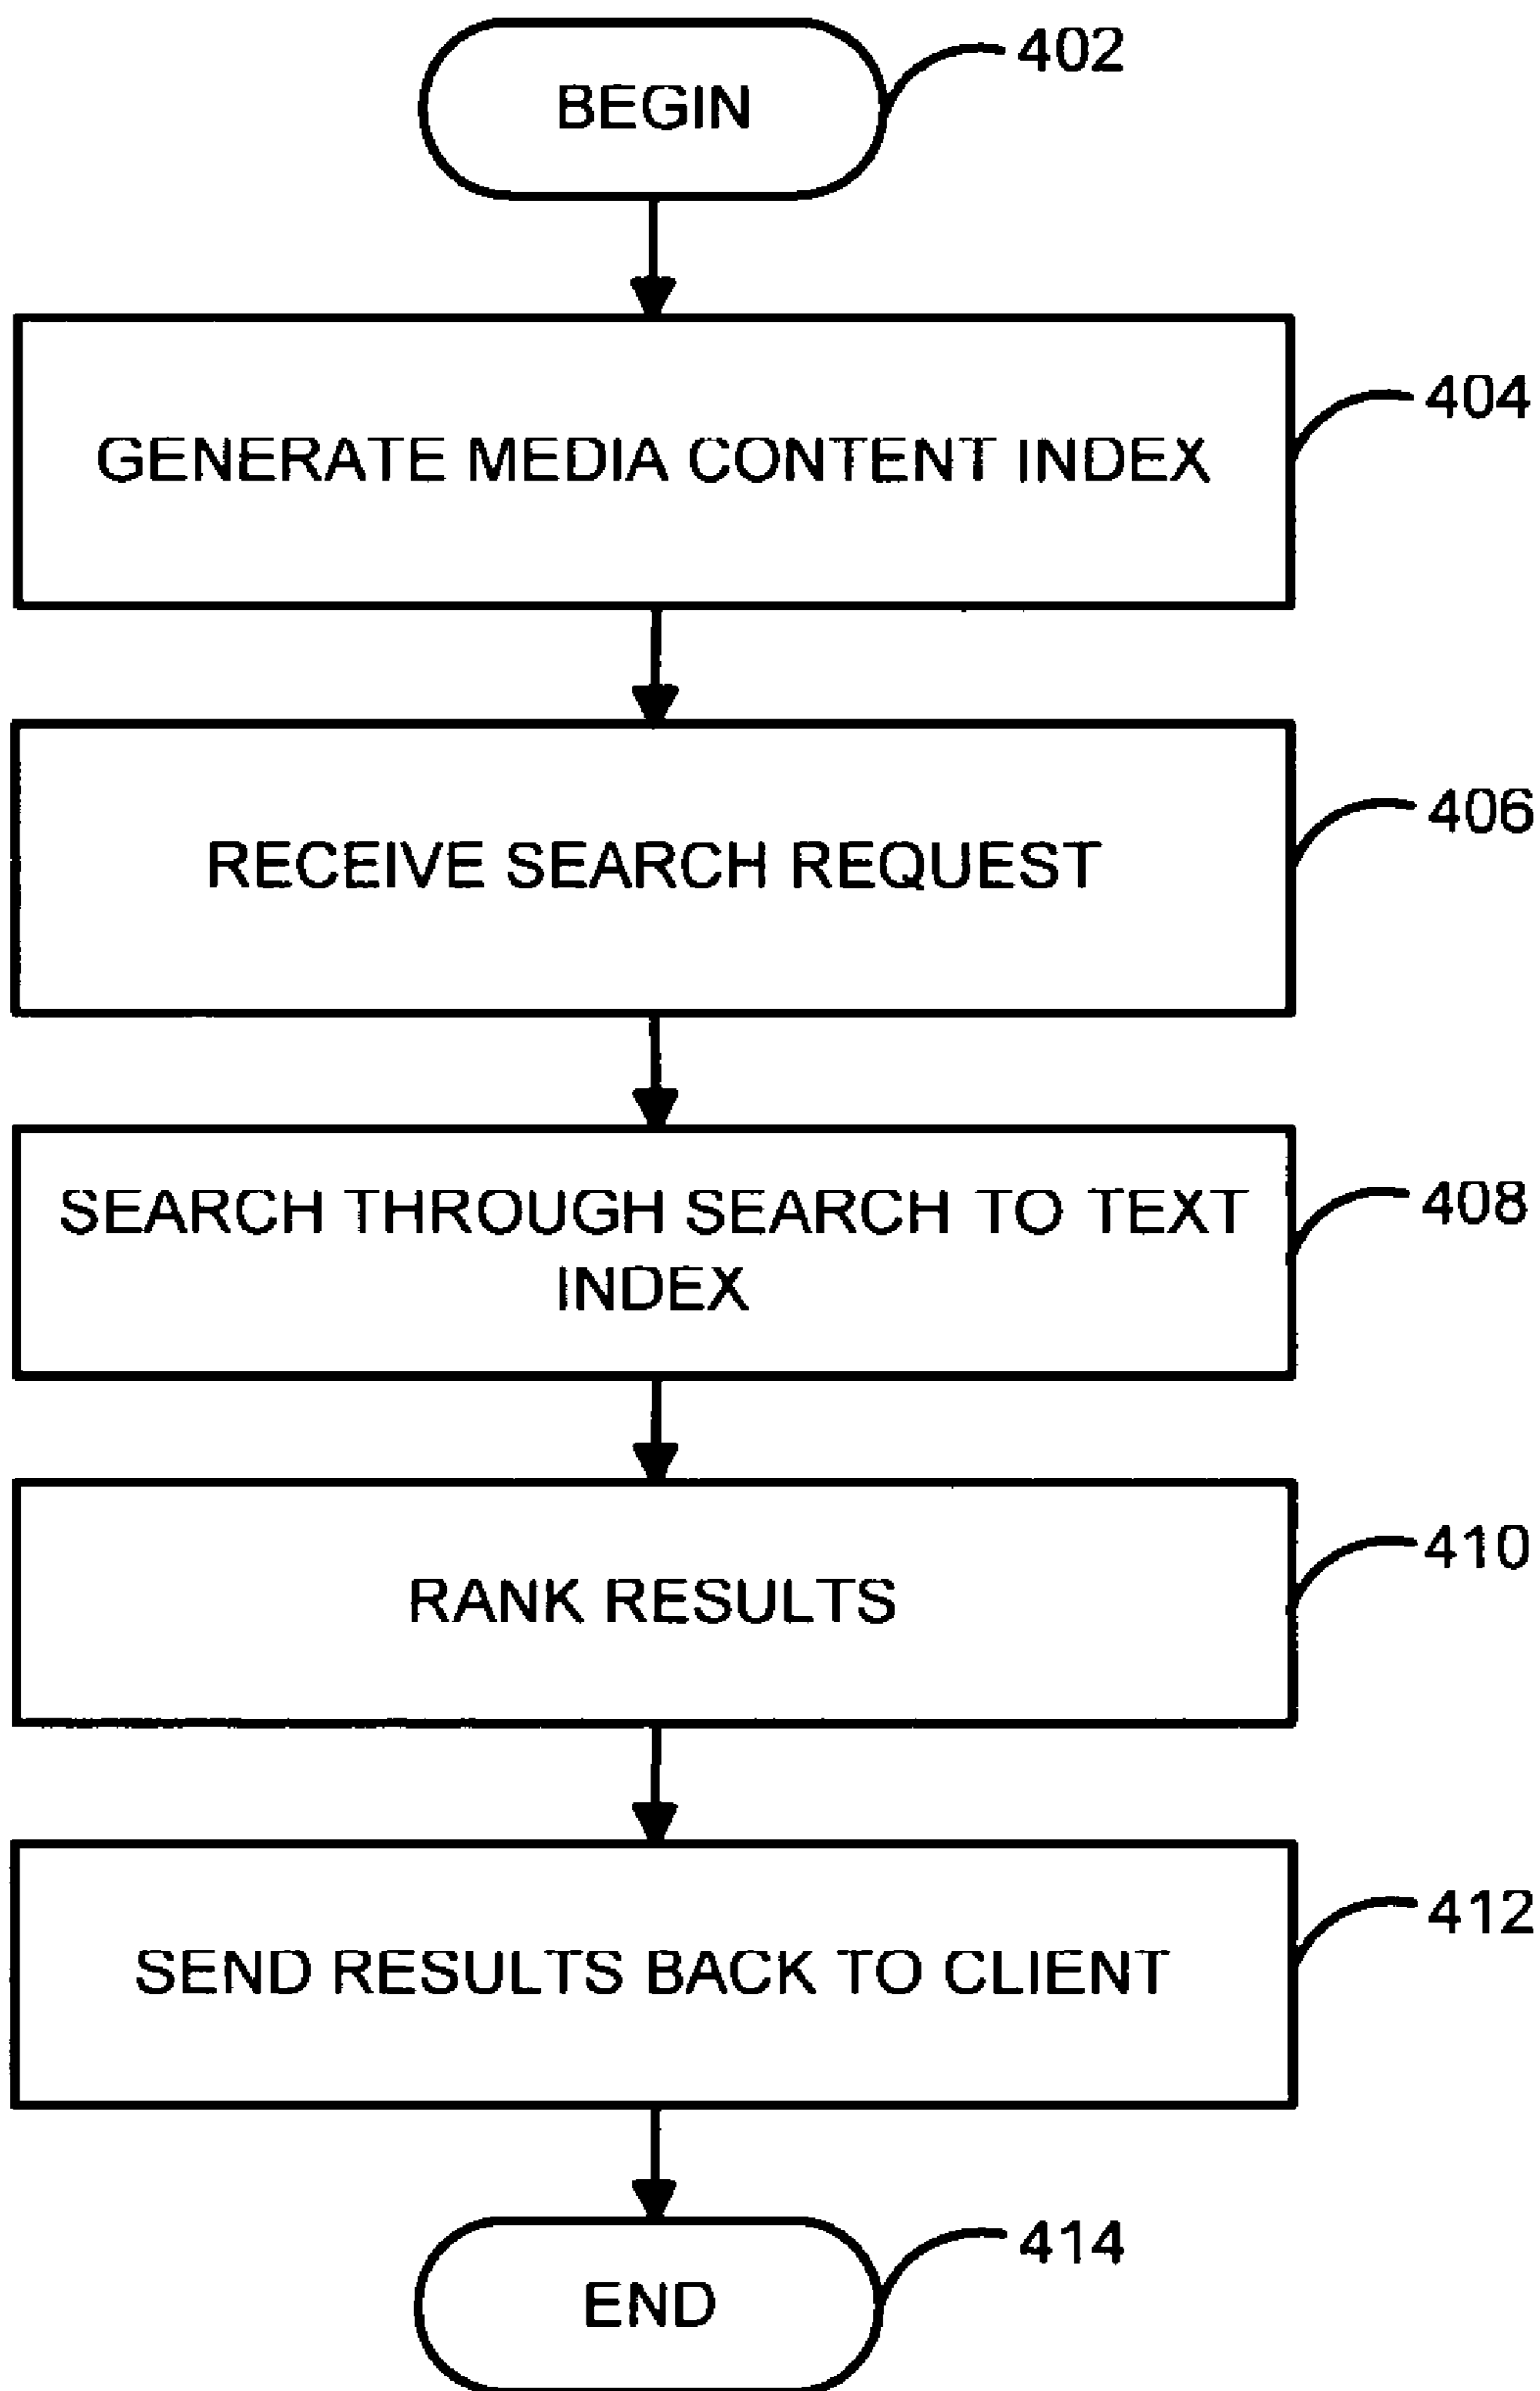 BEGIN
402
GENERATE MEDIA CONTENT INDEX
404
RECEIVE SEARCH REQUEST
406
SEARCH THROUGH SEARCH TO TEXT
INDEX
408
RANK RESULTS
410
SEND RESULTS BACK TO CLIENT
412
END
414